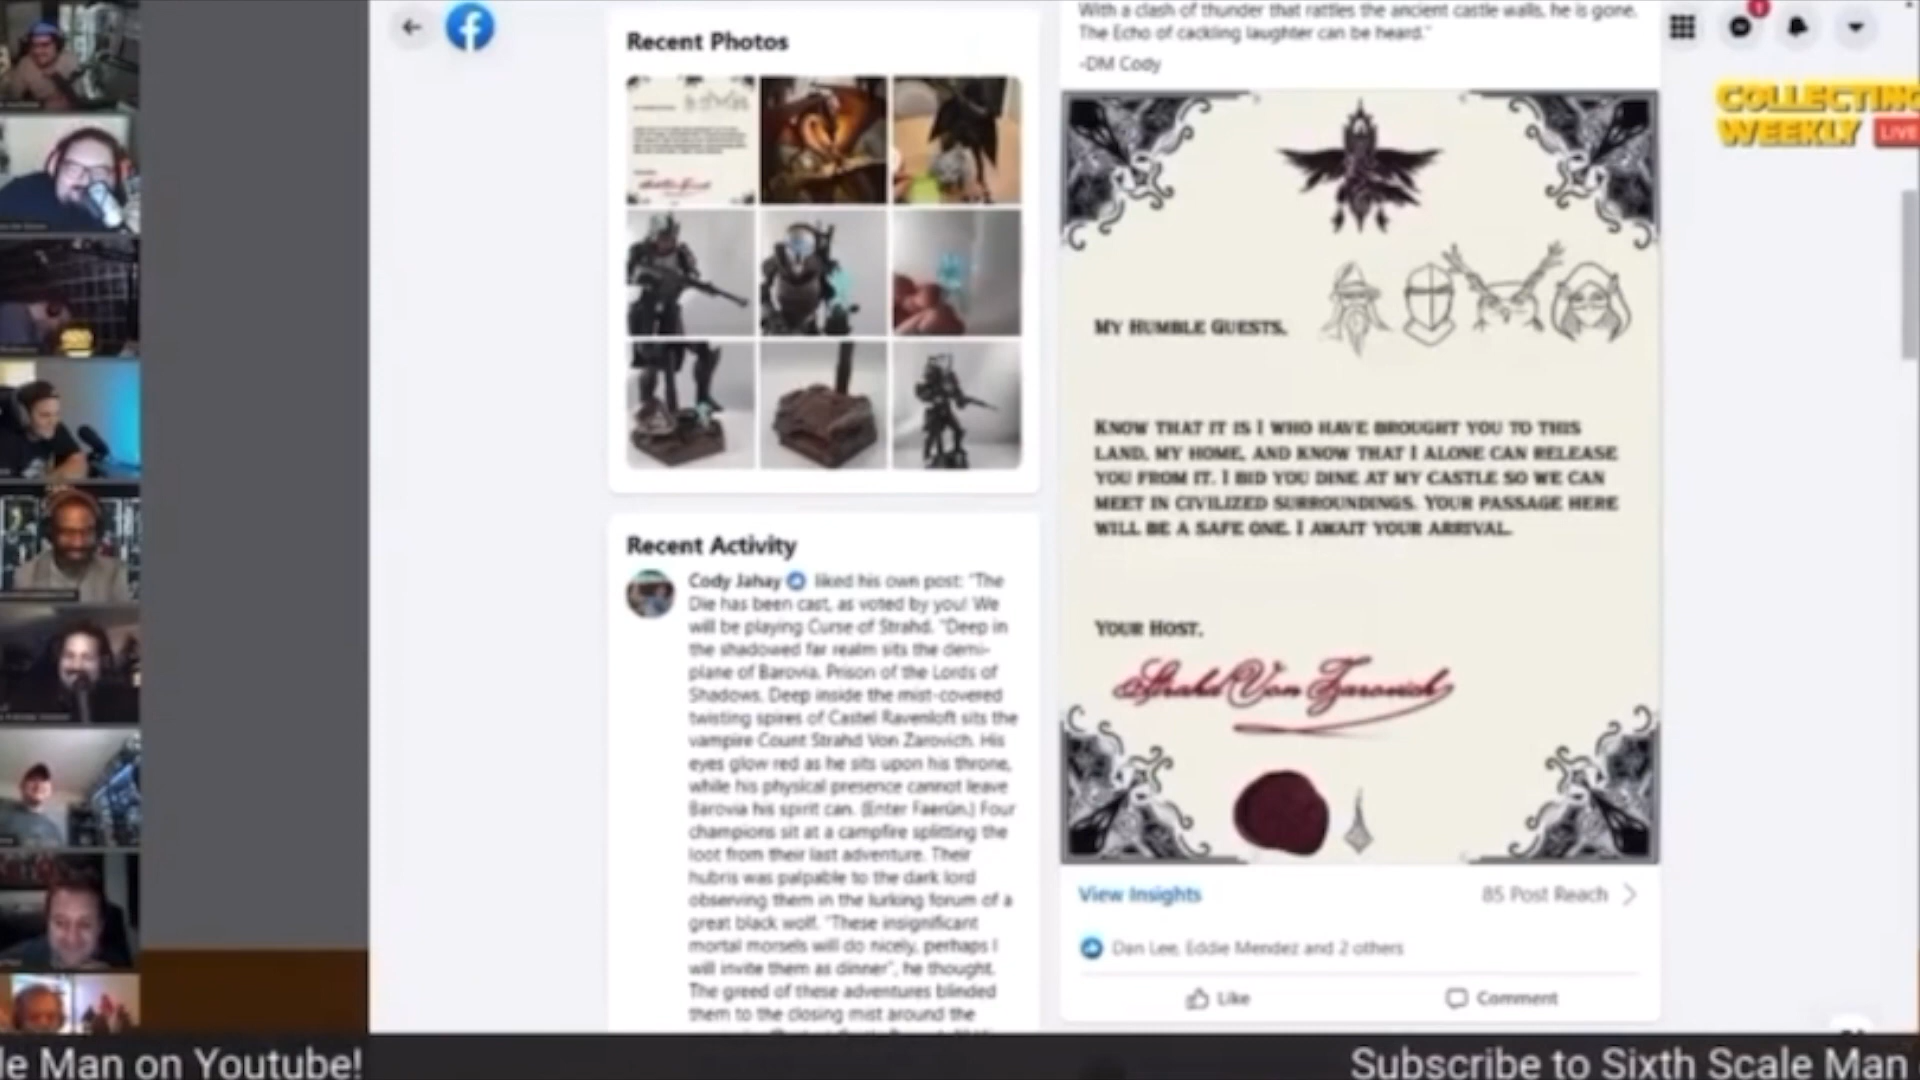 Recent Photos
Recent Activity
Cody Jahay liked his own post: "The
Die has been cast, as voted by you! We
will be playing Curse of Strahd. "Deep in
the shadowed far realm sits the demi-
plane of Barovia. Prison of the Lords of
Shadows. Deep inside the mist-covered
twisting spires of Castel Ravenloft sits the
vampire Count Strahd Von Zarovich. His
eyes glow red as he sits upon his throne,
while his physical presence cannot leave
Barovia his spirit can. (Enter Faerün.) Four
champions sit at a campfire splitting the
loot from their last adventure. Their
hubris was palpable to the dark lord
observing them in the lurking forum of a
great black wolf. "These insignificant
mortal morsels will do nicely, perhaps I
will invite them as dinner", he thought.
The greed of these adventures blinded
them to the closing mist around the
With a clash of thunder that rattles the ancient castle walls, he is gone.
The Echo of cackling laughter can be heard."
-DM Cody
My Humble Guests,
Know that it is I who have brought you to this
land, my home, and know that I alone can release
you from it. I bid you dine at my castle so we can
meet in civilized surroundings. Your passage here
will be a safe one. I await your arrival.
Your Host,
Strahd Von Zarovich
View Insights
85 Post Reach
Dan Lee, Eddie Mendez and 2 others
Like
Comment
1
COLLECTING
WEEKLY
LIVE
le Man on Youtube!
Subscribe to Sixth Scale Man